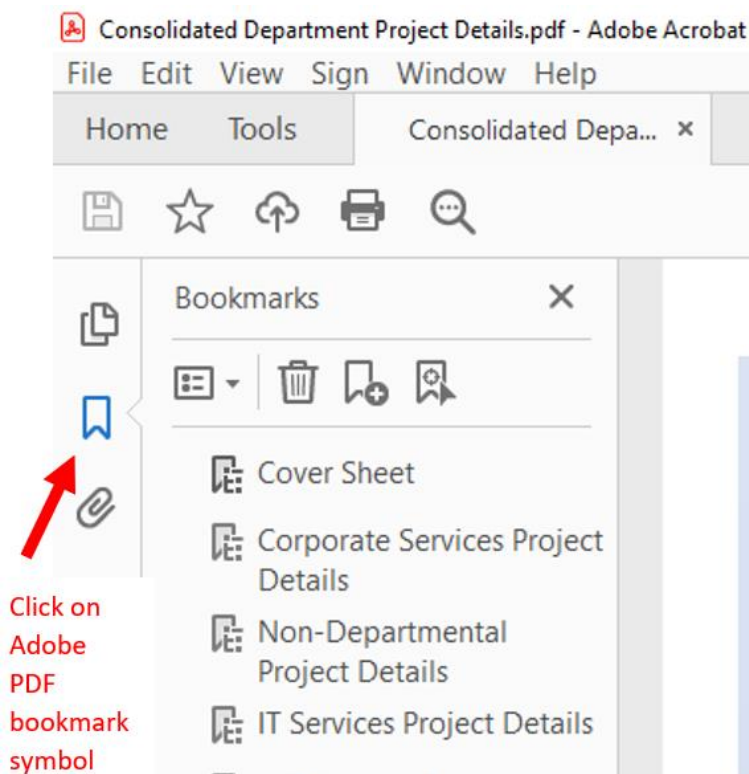 Consolidated Department Project Details.pdf - Adobe Acrobat
File Edit View Sign Window Help
Home Tools Consolidated Depa... ×
Bookmarks
Cover Sheet
Corporate Services Project
Details
Non-Departmental
Project Details
IT Services Project Details
Click on
Adobe
PDF
bookmark
symbol